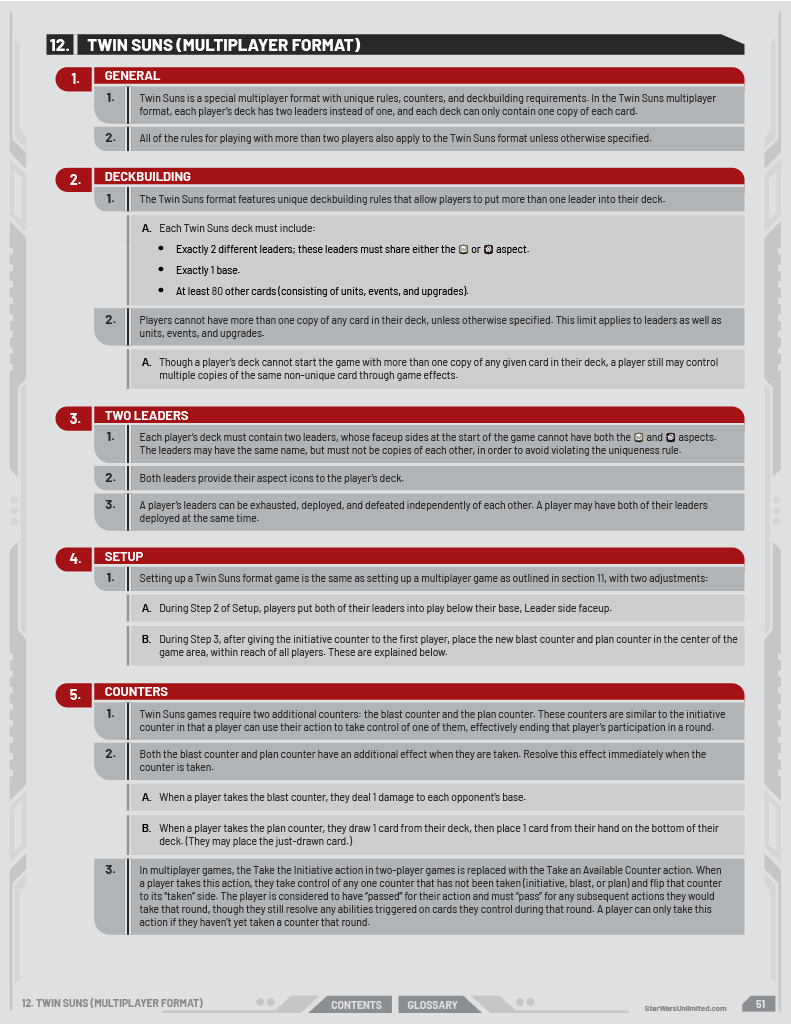 12. TWIN SUNS (MULTIPLAYER FORMAT)
1. GENERAL
1. Twin Suns is a special multiplayer format with unique rules, counters, and deckbuilding requirements. In the Twin Suns multiplayer
format, each player's deck has two leaders instead of one, and each deck can only contain one copy of each card.
2. All of the rules for playing with more than two players also apply to the Twin Suns format unless otherwise specified.
2. DECKBUILDING
1. The Twin Suns format features unique deckbuilding rules that allow players to put more than one leader into their deck.
A. Each Twin Suns deck must include:
• Exactly 2 different leaders; these leaders must share either the or aspect.
• Exactly 1 base.
• At least 80 other cards (consisting of units, events, and upgrades).
2. Players cannot have more than one copy of any card in their deck, unless otherwise specified. This limit applies to leaders as well as
units, events, and upgrades.
A. Though a player's deck cannot start the game with more than one copy of any given card in their deck, a player still may control
multiple copies of the same non-unique card through game effects.
3. TWO LEADERS
1. Each player's deck must contain two leaders, whose faceup sides at the start of the game cannot have both the and aspects.
The leaders may have the same name, but must not be copies of each other, in order to avoid violating the uniqueness rule.
2. Both leaders provide their aspect icons to the player's deck.
3. A player's leaders can be exhausted, deployed, and defeated independently of each other. A player may have both of their leaders
deployed at the same time.
4. SETUP
1. Setting up a Twin Suns format game is the same as setting up a multiplayer game as outlined in section 11, with two adjustments:
A. During Step 2 of Setup, players put both of their leaders into play below their base, Leader side faceup.
B. During Step 3, after giving the initiative counter to the first player, place the new blast counter and plan counter in the center of the
game area, within reach of all players. These are explained below.
5. COUNTERS
1. Twin Suns games require two additional counters: the blast counter and the plan counter. These counters are similar to the initiative
counter in that a player can use their action to take control of one of them, effectively ending that player's participation in a round.
2. Both the blast counter and plan counter have an additional effect when they are taken. Resolve this effect immediately when the
counter is taken.
A. When a player takes the blast counter, they deal 1 damage to each opponent's base.
B. When a player takes the plan counter, they draw 1 card from their deck, then place 1 card from their hand on the bottom of their
deck. (They may place the just-drawn card.)
3. In multiplayer games, the Take the Initiative action in two-player games is replaced with the Take an Available Counter action. When
a player takes this action, they take control of any one counter that has not been taken (initiative, blast, or plan) and flip that counter
to its "taken" side. The player is considered to have "passed" for their action and must "pass" for any subsequent actions they would
take that round, though they still resolve any abilities triggered on cards they control during that round. A player can only take this
action if they haven't yet taken a counter that round.
12. TWIN SUNS (MULTIPLAYER FORMAT)
CONTENTS
GLOSSARY
StarWarsUnlimited.com
51